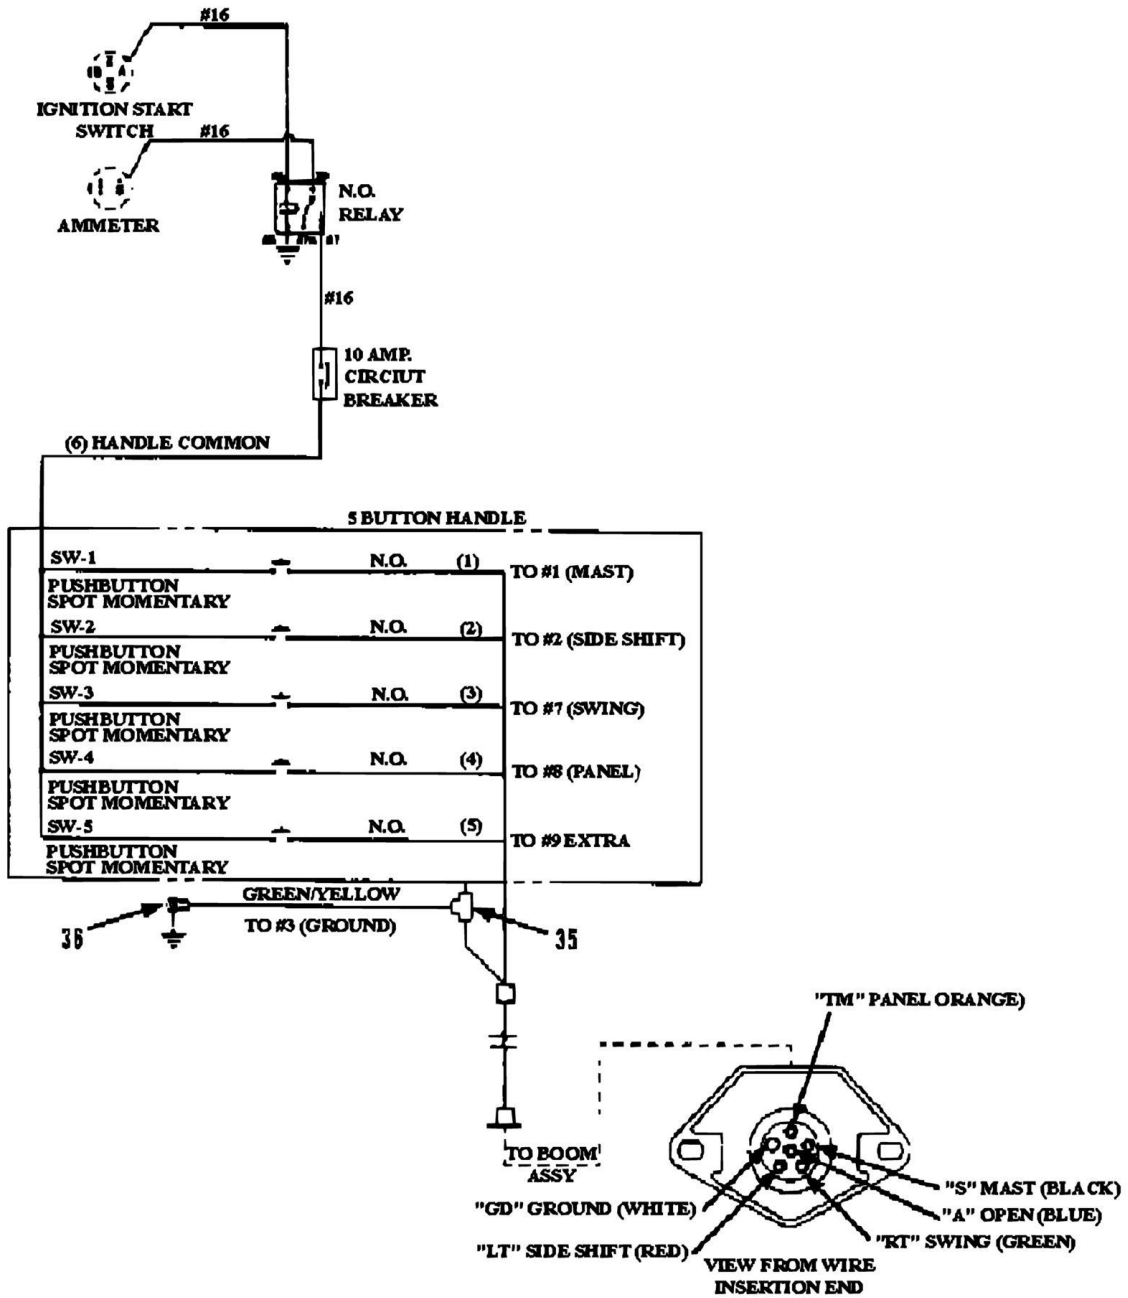 #16
IGNITION START
SWITCH
#16
AMMETER
N.O.
RELAY
#16
10 AMP.
CIRCIUT
BREAKER
(6) HANDLE COMMON
5 BUTTON HANDLE
SW-1 N.O. (1) TO #1 (MAST)
PUSHBUTTON
SPOT MOMENTARY
SW-2 N.O. (2) TO #2 (SIDE SHIFT)
PUSHBUTTON
SPOT MOMENTARY
SW-3 N.O. (3) TO #7 (SWING)
PUSHBUTTON
SPOT MOMENTARY
SW-4 N.O. (4) TO #8 (PANEL)
PUSHBUTTON
SPOT MOMENTARY
SW-5 N.O. (5) TO #9 EXTRA
PUSHBUTTON
SPOT MOMENTARY
GREEN/YELLOW
TO #3 (GROUND)
36
35
"TM" PANEL ORANGE)
TO BOOM
ASSY
"S" MAST (BLACK)
"GD" GROUND (WHITE)
"A" OPEN (BLUE)
"RT" SWING (GREEN)
"LT" SIDE SHIFT (RED)
VIEW FROM WIRE
INSERTION END